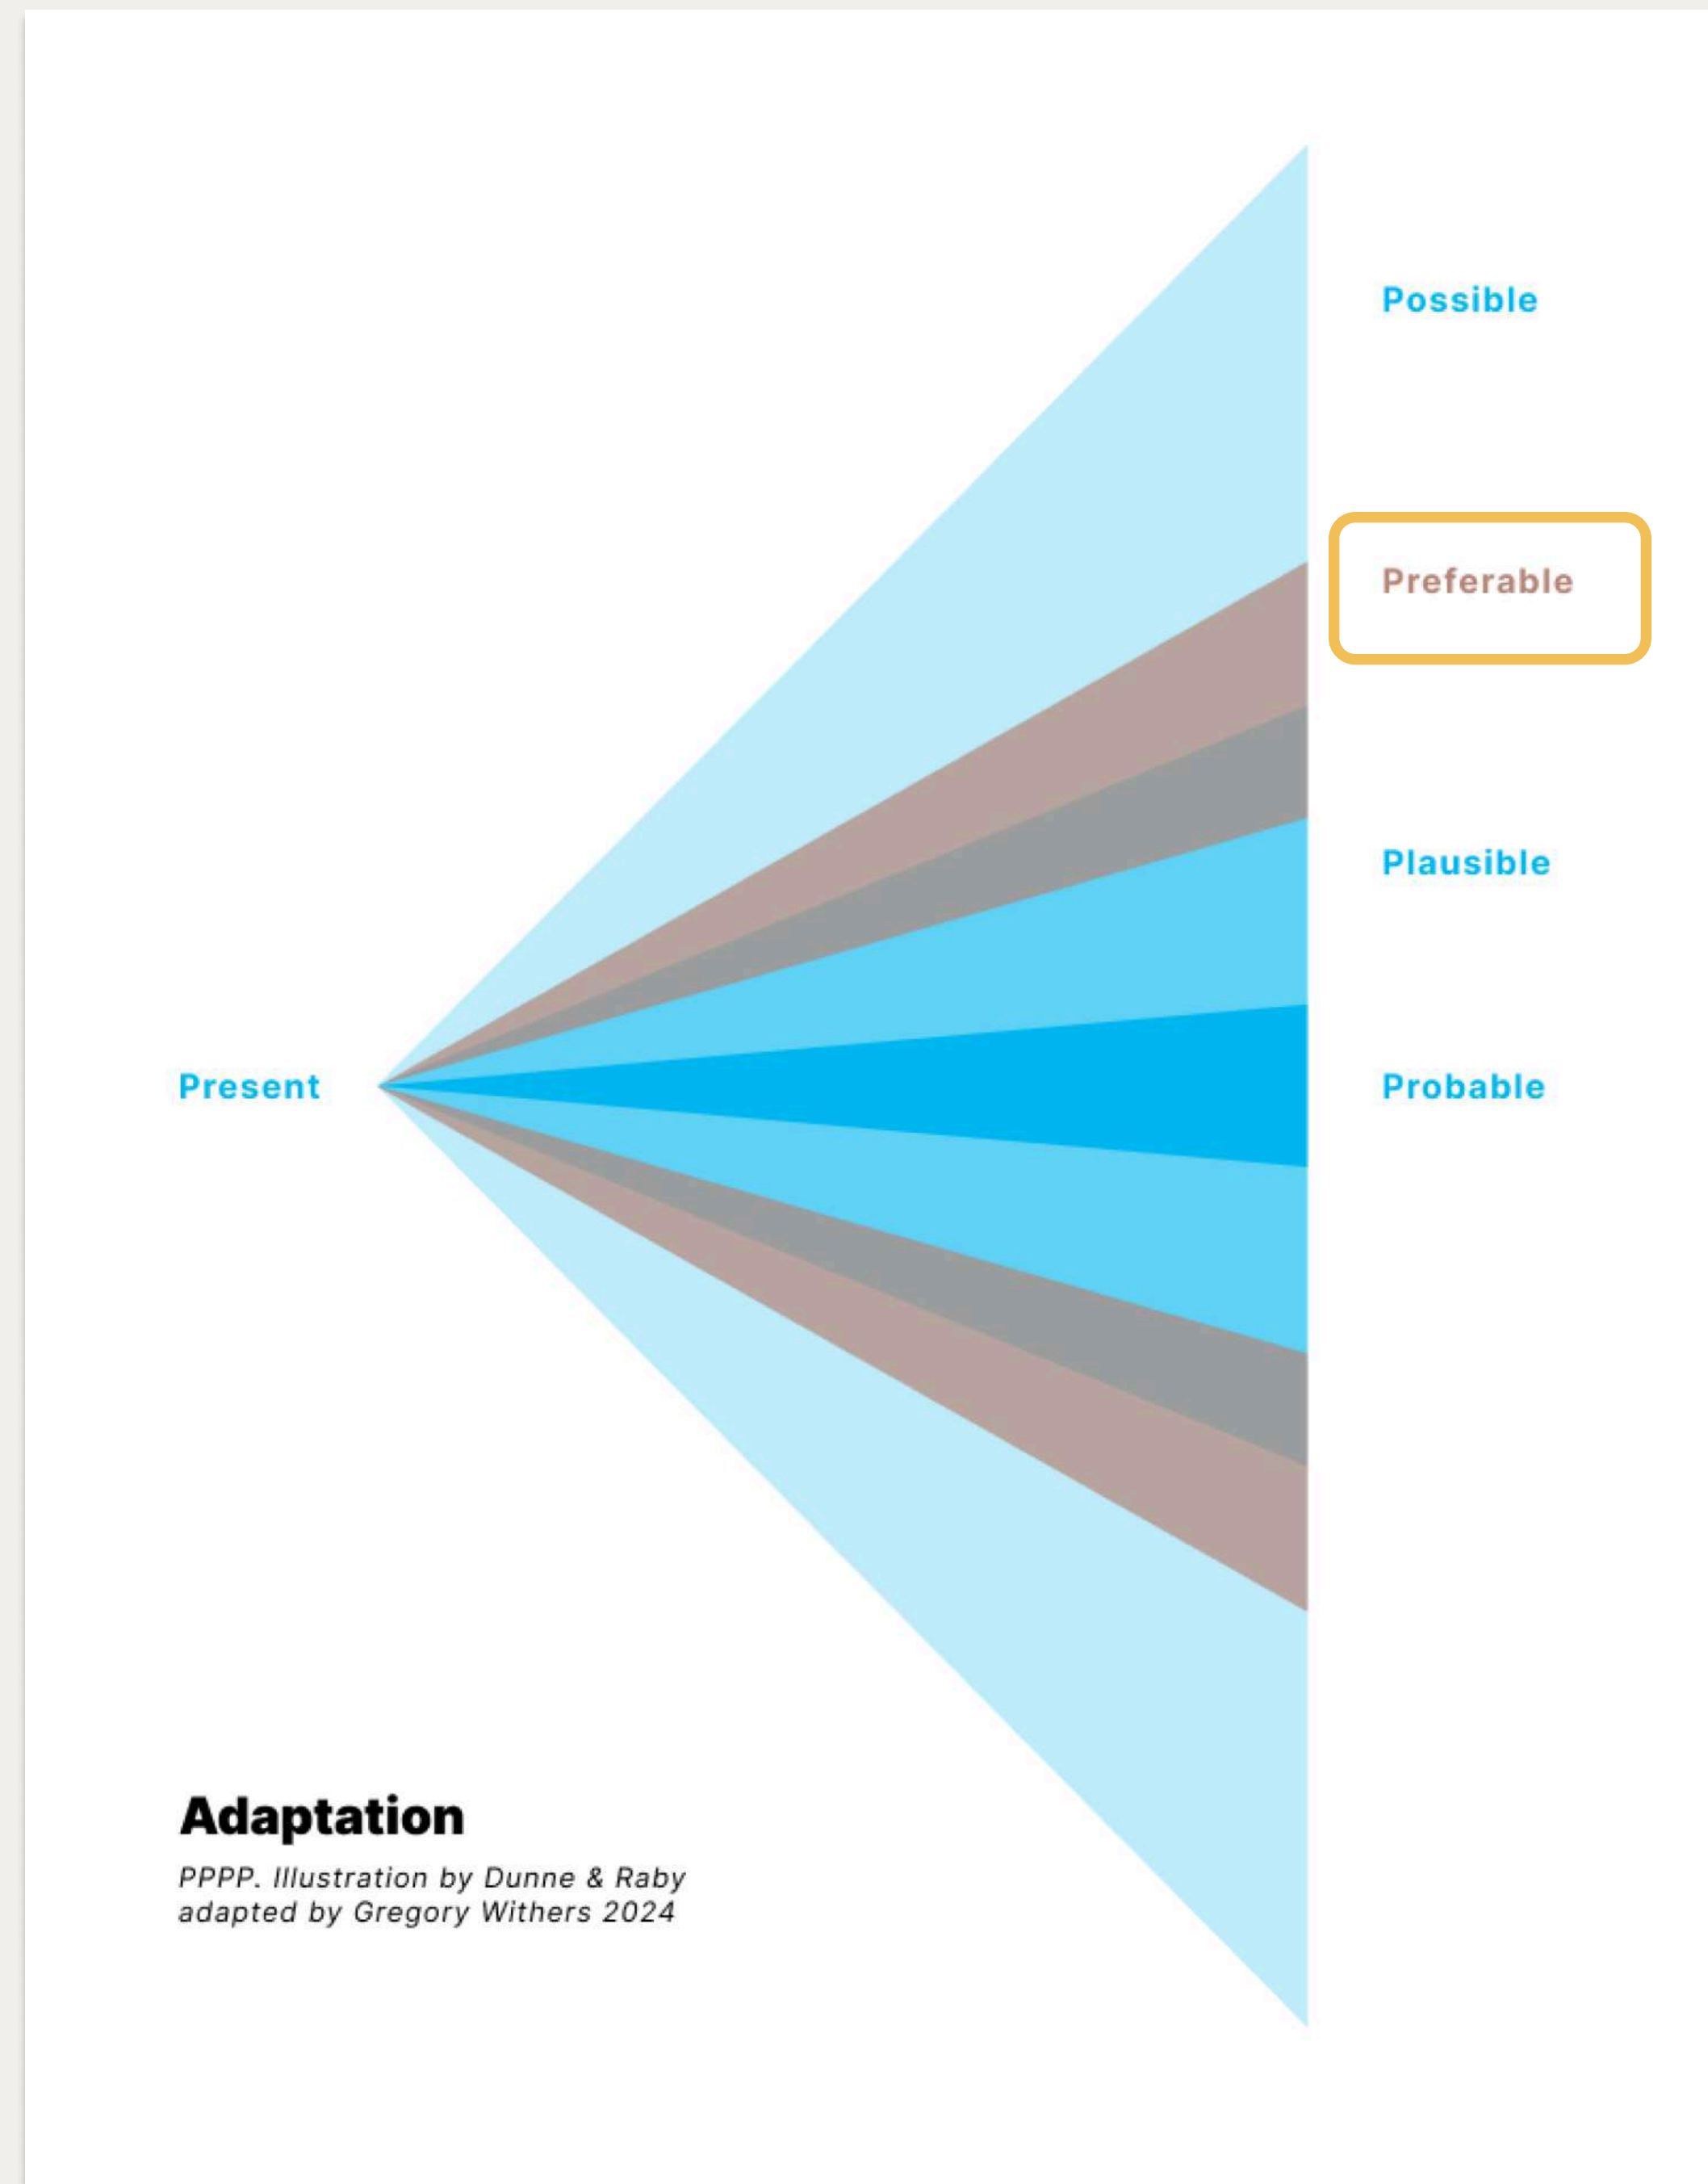 Possible
Preferable
Plausible
Present
Probable
Adaptation
PPPP. Illustration by Dunne & Raby
adapted by Gregory Withers 2024